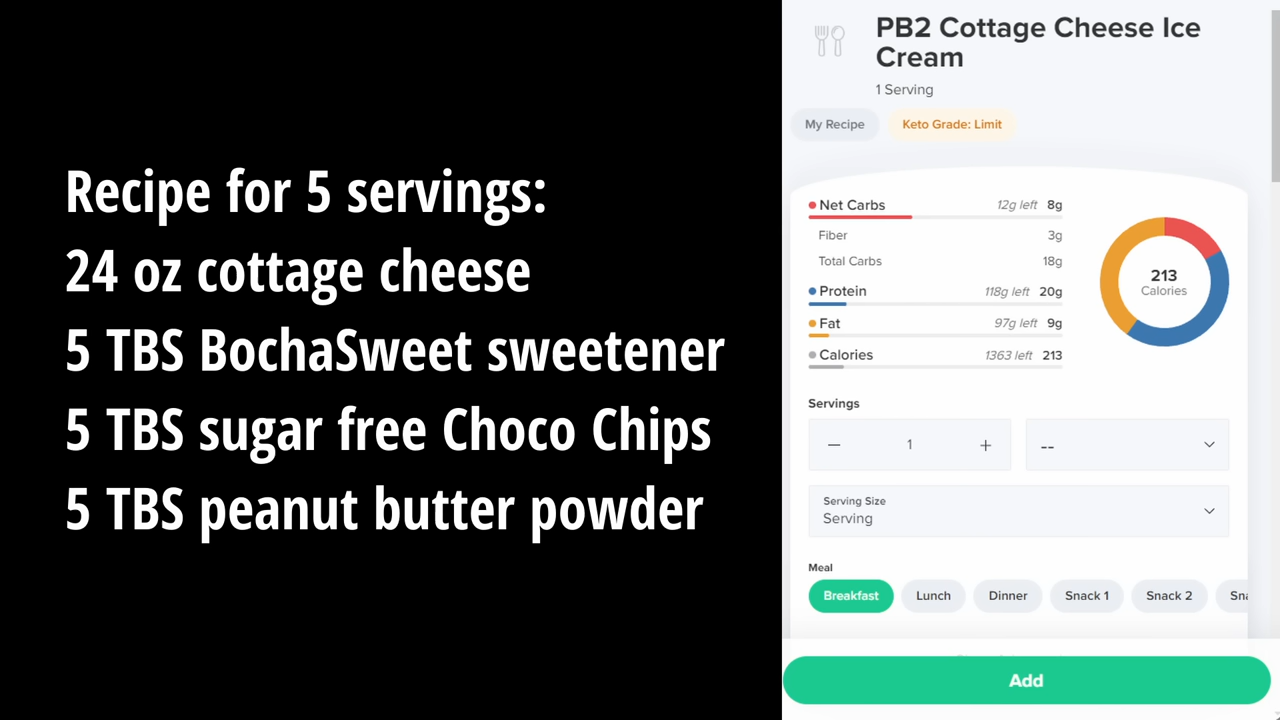 Recipe for 5 servings:
24 oz cottage cheese
5 TBS BochaSweet sweetener
5 TBS sugar free Choco Chips
5 TBS peanut butter powder
PB2 Cottage Cheese Ice
Cream
1 Serving
My Recipe Keto Grade: Limit
Net Carbs 12g left 8g
Fiber 3g
Total Carbs 18g
Protein 118g left 20g
Fat 97g left 9g
Calories 1363 left 213
213
Calories
Servings
— 1 + --
Serving Size
Serving
Meal
Breakfast Lunch Dinner Snack 1 Snack 2 Sna
Add